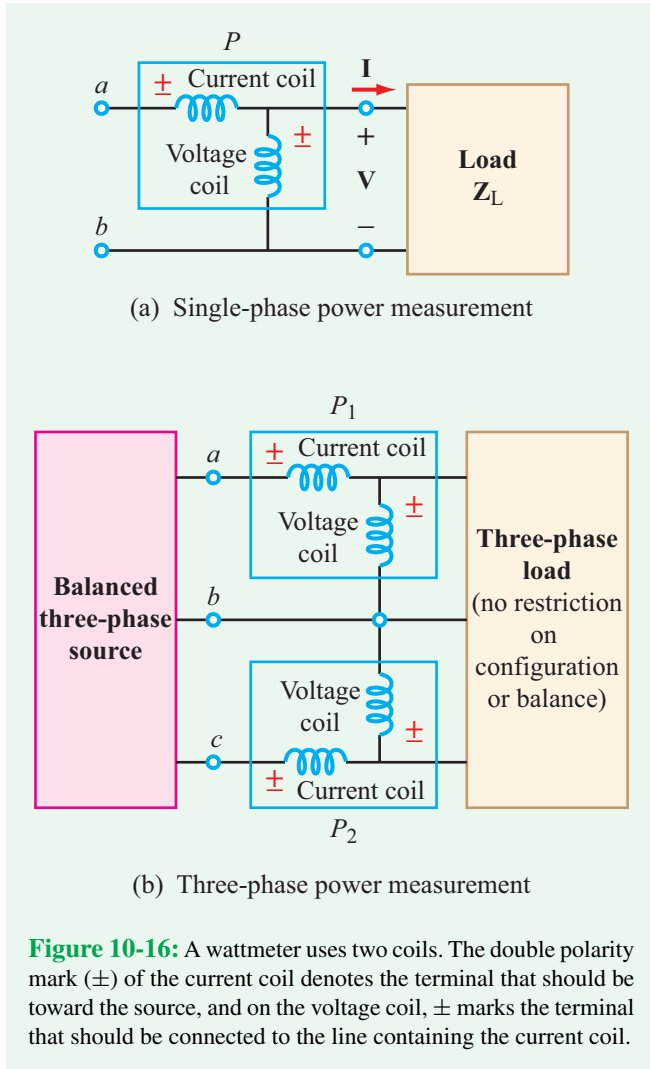 P
a
± Current coil
I
±
Voltage
coil
+
V
−
Load
Z_L
b
(a) Single-phase power measurement
P₁
a
± Current coil
±
Voltage
coil
Balanced
three-phase
source
b
Three-phase
load
(no restriction
on
configuration
or balance)
Voltage
coil
±
c
±
Current coil
P₂
(b) Three-phase power measurement
Figure 10-16: A wattmeter uses two coils. The double polarity
mark (±) of the current coil denotes the terminal that should be
toward the source, and on the voltage coil, ± marks the terminal
that should be connected to the line containing the current coil.